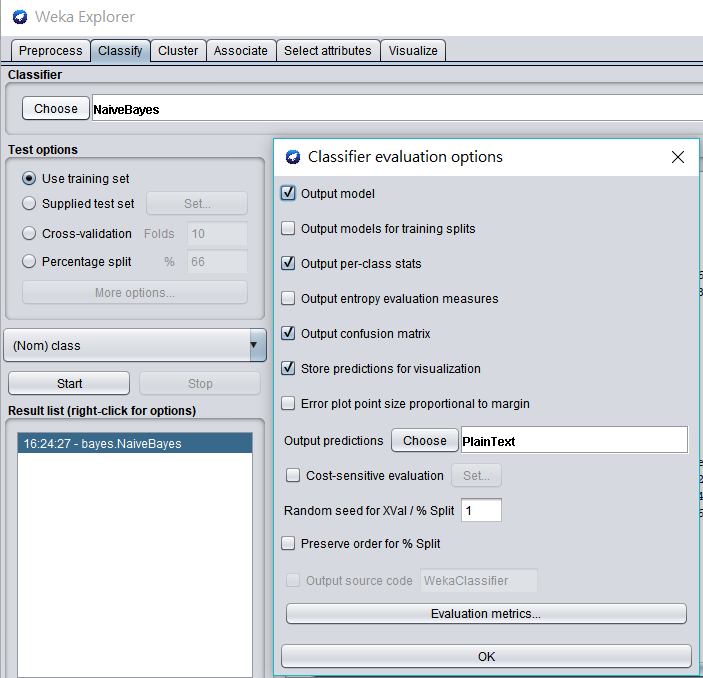 Weka Explorer
Preprocess Classify Cluster Associate Select attributes Visualize
Classifier
Choose NaiveBayes
Test options
Use training set
Supplied test set Set...
Cross-validation Folds 10
Percentage split % 66
More options...
(Nom) class
Start Stop
Result list (right-click for options)
16:24:27 - bayes.NaiveBayes
Classifier evaluation options
Output model
Output models for training splits
Output per-class stats
Output entropy evaluation measures
Output confusion matrix
Store predictions for visualization
Error plot point size proportional to margin
Output predictions Choose PlainText
Cost-sensitive evaluation Set...
Random seed for XVal / % Split 1
Preserve order for % Split
Output source code WekaClassifier
Evaluation metrics...
OK